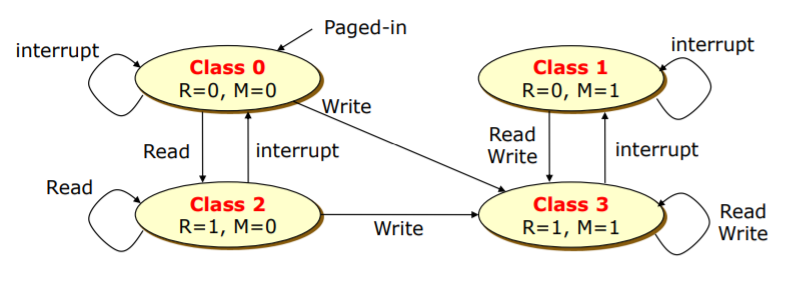 Paged-in
interrupt
Class 0
R=0, M=0
interrupt
Class 1
R=0, M=1
Write
Read
interrupt
Read
Write
interrupt
Read
Class 2
R=1, M=0
Write
Class 3
R=1, M=1
Read
Write